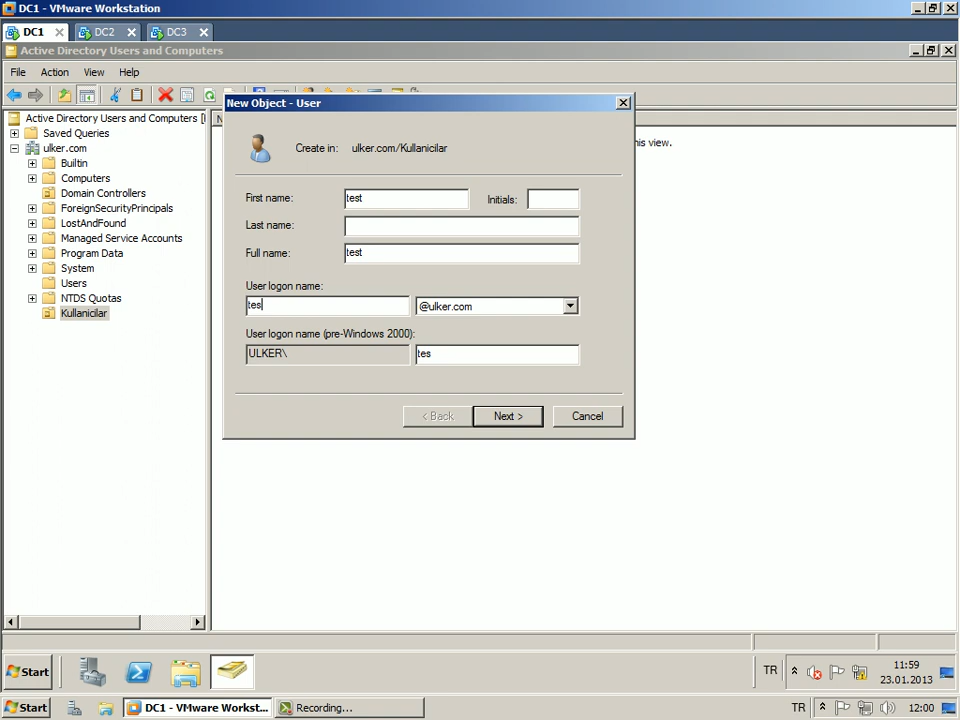 DC1 - VMware Workstation
DC1 DC2 DC3
Active Directory Users and Computers
File Action View Help
Active Directory Users and Computers [
Saved Queries
ulker.com
Builtin
Computers
Domain Controllers
ForeignSecurityPrincipals
LostAndFound
Managed Service Accounts
Program Data
System
Users
NTDS Quotas
Kullanicilar
N
his view.
New Object - User
Create in: ulker.com/Kullanicilar
First name: test Initials:
Last name:
Full name: test
User logon name:
tes @ulker.com
User logon name (pre-Windows 2000):
ULKER\ tes
< Back Next > Cancel
Start TR 11:59
23.01.2013
Start DC1 - VMware Workst... Recording... TR 12:00